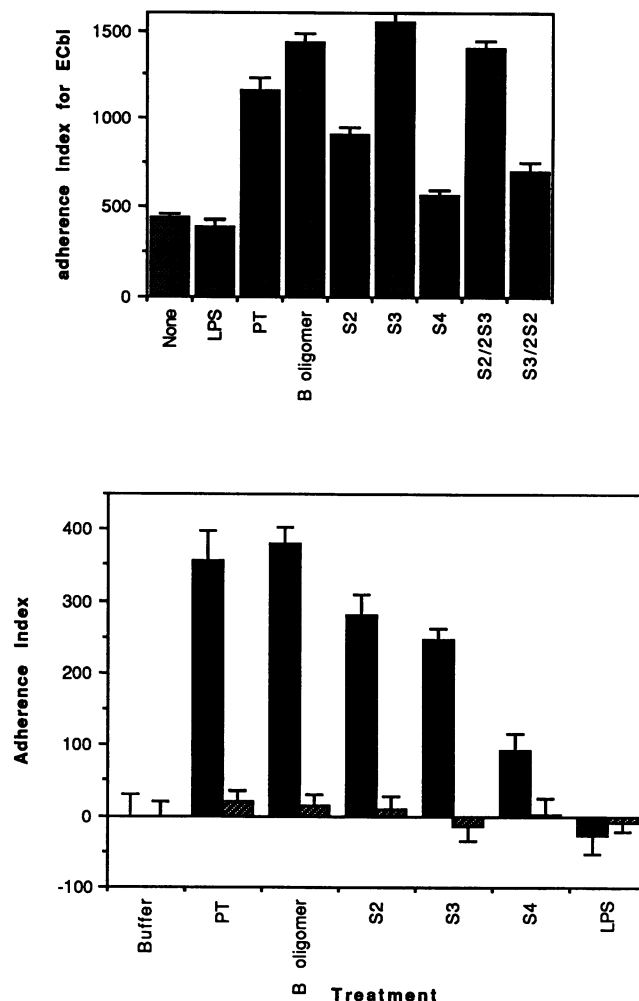 adherence Index for ECbI
1500
1000
500
0
None
LPS
PT
B oligomer
S2
S3
S4
S2/2S3
S3/2S2
Adherence Index
400
300
200
100
0
-100
Buffer
PT
B oligomer
S2
S3
S4
LPS
Treatment